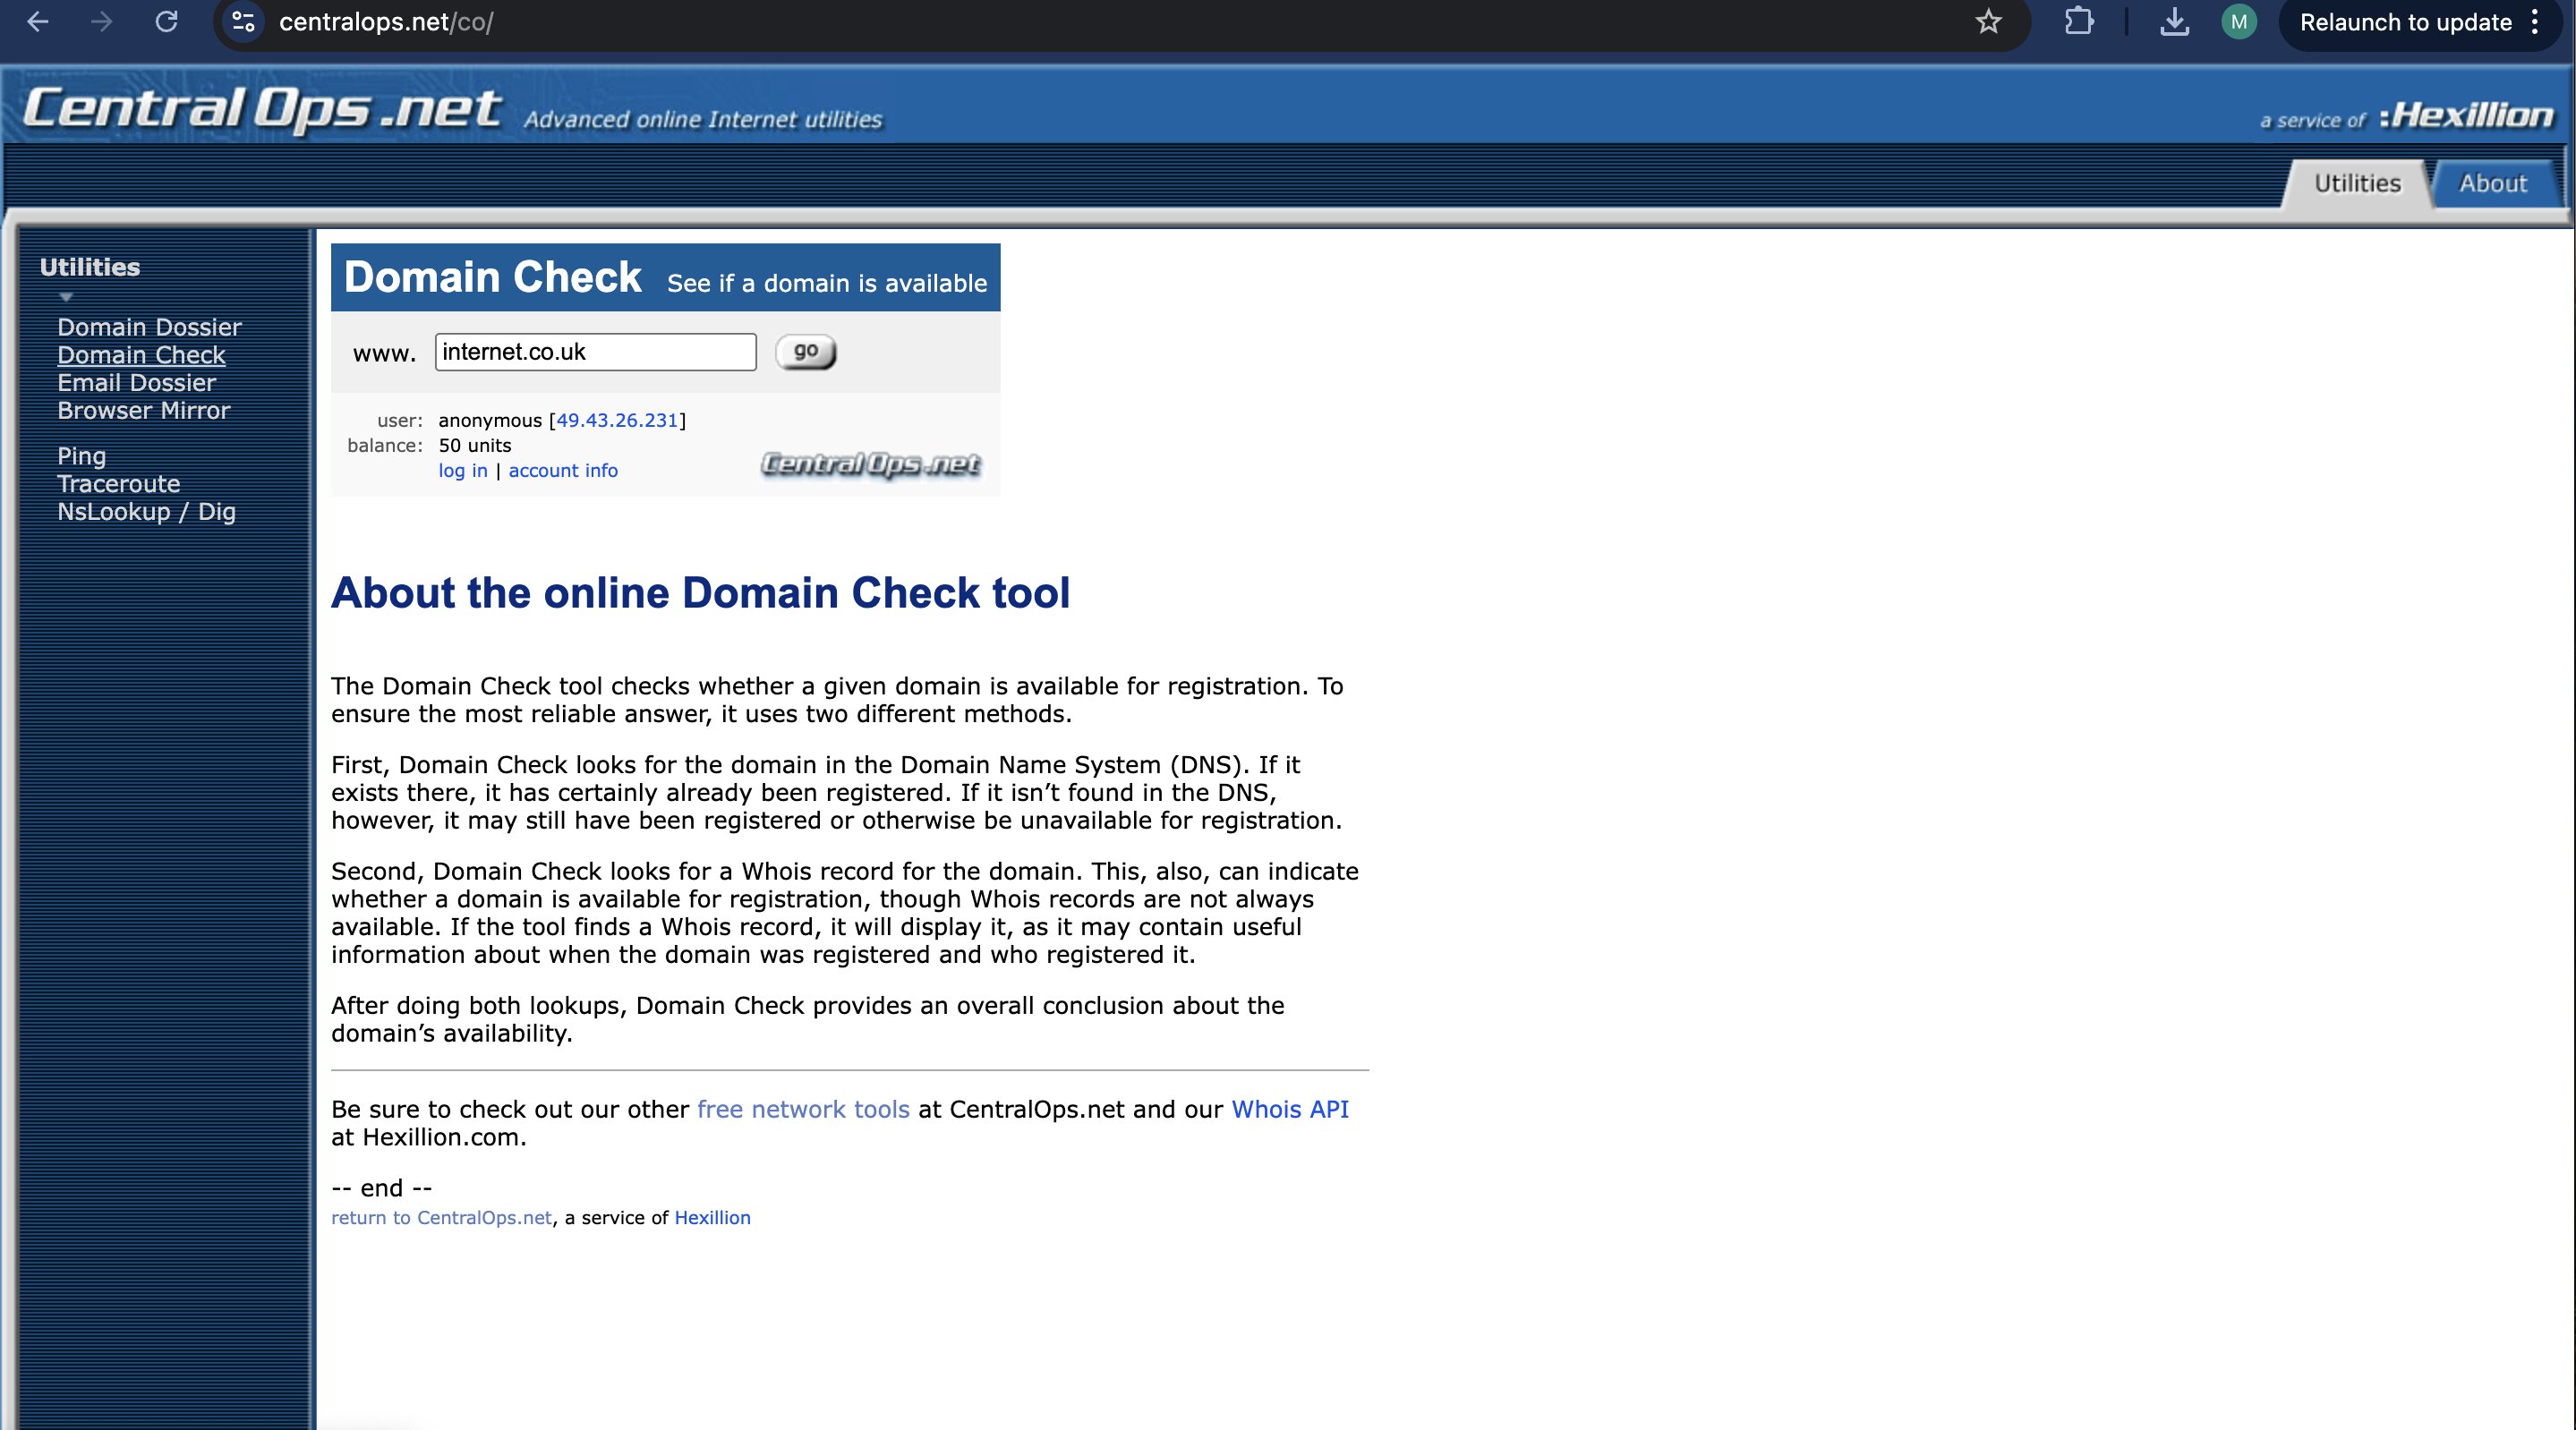 centralops.net/co/
M
Relaunch to update
CentralOps.net Advanced online Internet utilities
a service of :Hexillion
Utilities
About
Utilities
Domain Dossier
Domain Check
Email Dossier
Browser Mirror
Ping
Traceroute
NsLookup / Dig
Domain Check See if a domain is available
www. internet.co.uk go
user: anonymous [49.43.26.231]
balance: 50 units
log in | account info
CentralOps.net
About the online Domain Check tool
The Domain Check tool checks whether a given domain is available for registration. To
ensure the most reliable answer, it uses two different methods.
First, Domain Check looks for the domain in the Domain Name System (DNS). If it
exists there, it has certainly already been registered. If it isn’t found in the DNS,
however, it may still have been registered or otherwise be unavailable for registration.
Second, Domain Check looks for a Whois record for the domain. This, also, can indicate
whether a domain is available for registration, though Whois records are not always
available. If the tool finds a Whois record, it will display it, as it may contain useful
information about when the domain was registered and who registered it.
After doing both lookups, Domain Check provides an overall conclusion about the
domain’s availability.
Be sure to check out our other free network tools at CentralOps.net and our Whois API
at Hexillion.com.
-- end --
return to CentralOps.net, a service of Hexillion